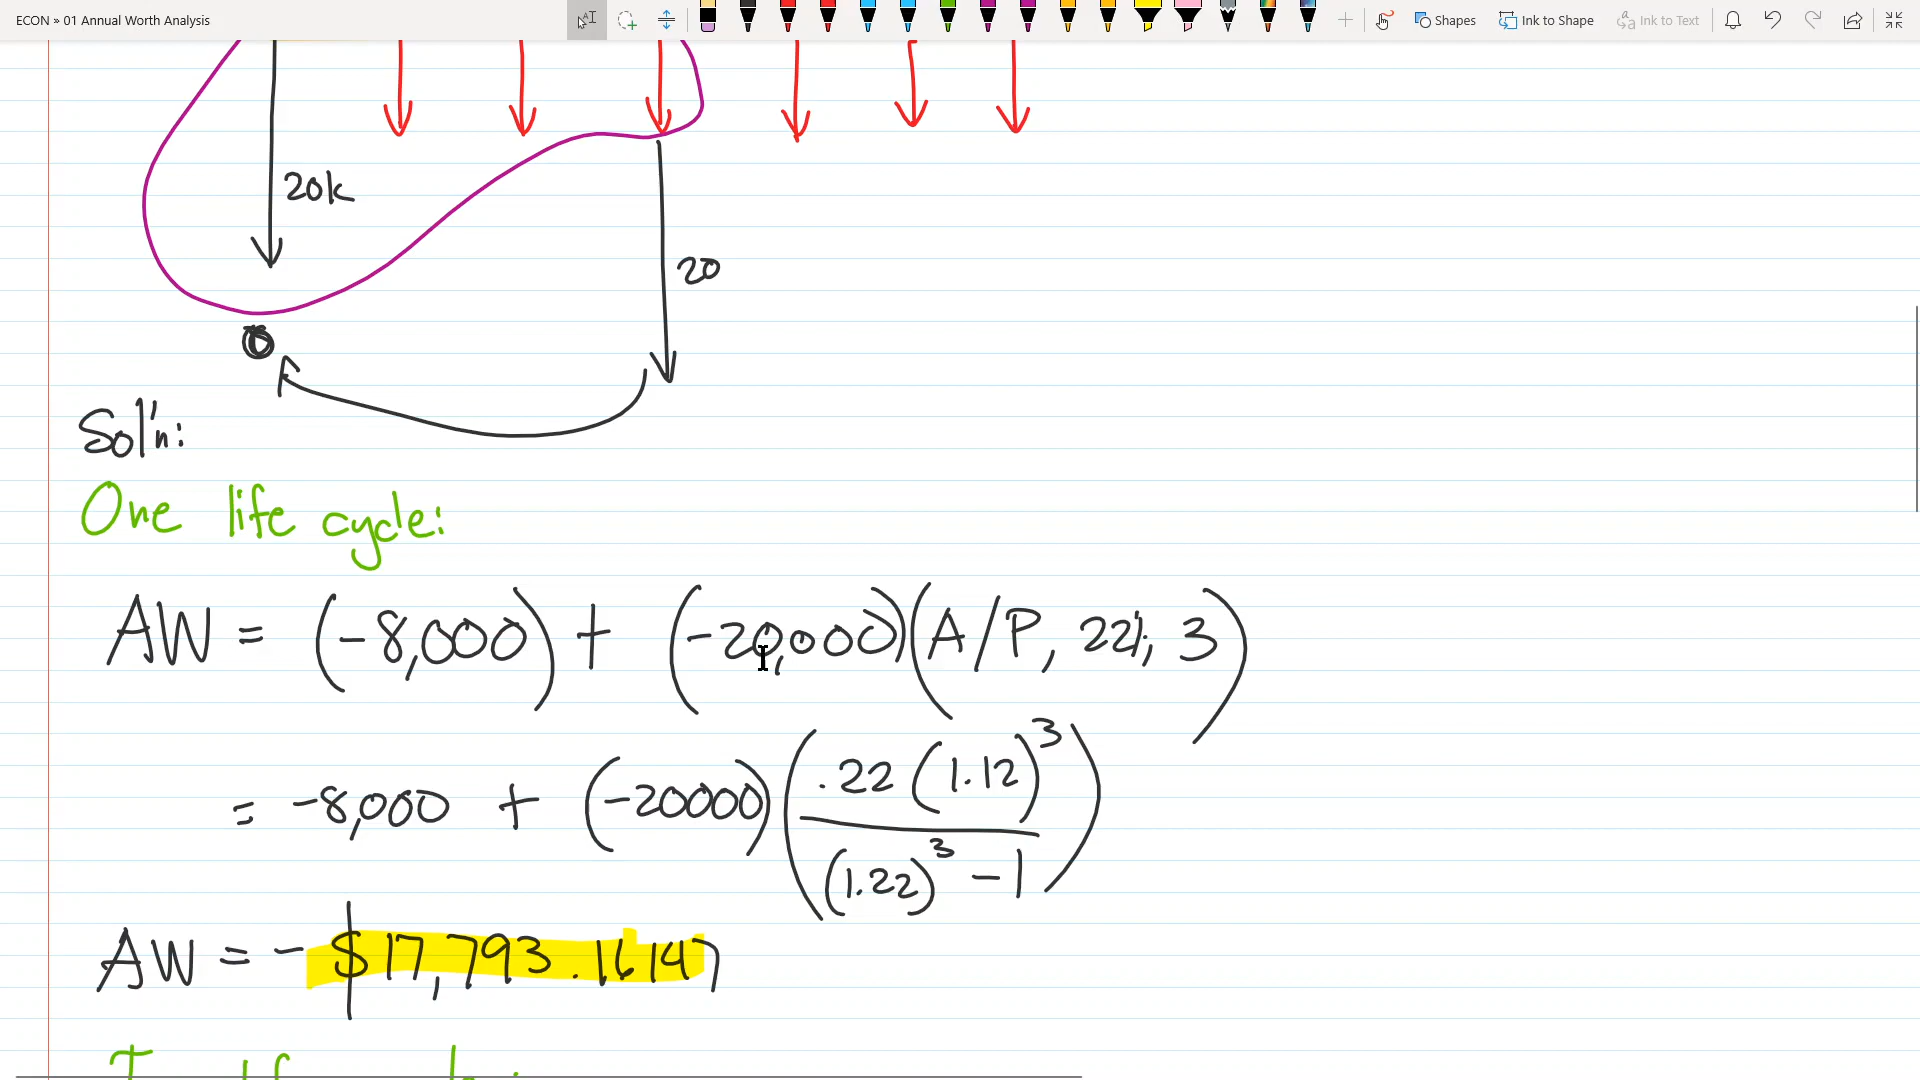 ECON » 01 Annual Worth Analysis Shapes Ink to Shape Ink to Text
20k
20
0
Sol'n:
One life cycle:
AW = (-8,000) + (-20,000)(A/P, 22%, 3)
= -8,000 + (-20000)(.22(1.12)^3 / (1.22)^3 - 1)
AW = -$17,793.16147